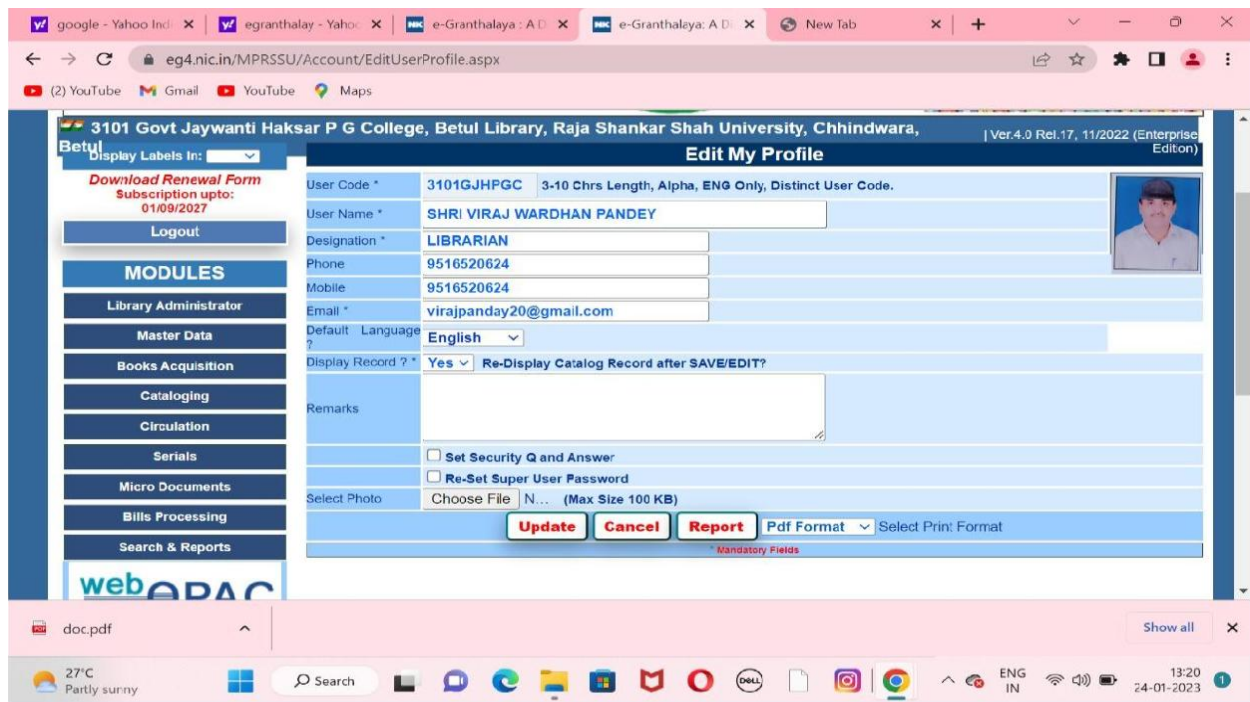 google - Yahoo Ind
egranthalay - Yahoo
e-Granthalaya : A D
e-Granthalaya: A Di
New Tab
eg4.nic.in/MPRSSU/Account/EditUserProfile.aspx
(2) YouTube Gmail YouTube Maps
3101 Govt Jaywanti Haksar P G College, Betul Library, Raja Shankar Shah University, Chhindwara,
Betul
| Ver.4.0 Rel.17, 11/2022 (Enterprise
Edition)
Display Labels In:
Edit My Profile
Download Renewal Form
Subscription upto:
01/09/2027
Logout
MODULES
Library Administrator
Master Data
Books Acquisition
Cataloging
Circulation
Serials
Micro Documents
Bills Processing
Search & Reports
web OPAC
User Code * 3101GJHPGC 3-10 Chrs Length, Alpha, ENG Only, Distinct User Code.
User Name * SHRI VIRAJ WARDHAN PANDEY
Designation * LIBRARIAN
Phone 9516520624
Mobile 9516520624
Email * virajpanday20@gmail.com
Default Language
? English
Display Record ? * Yes Re-Display Catalog Record after SAVE/EDIT?
Remarks
Set Security Q and Answer
Re-Set Super User Password
Select Photo Choose File N... (Max Size 100 KB)
Update Cancel Report Pdf Format Select Print Format
* Mandatory Fields
doc.pdf
Show all
27°C
Partly sunny
Search
DELL
ENG
IN
13:20
24-01-2023
1